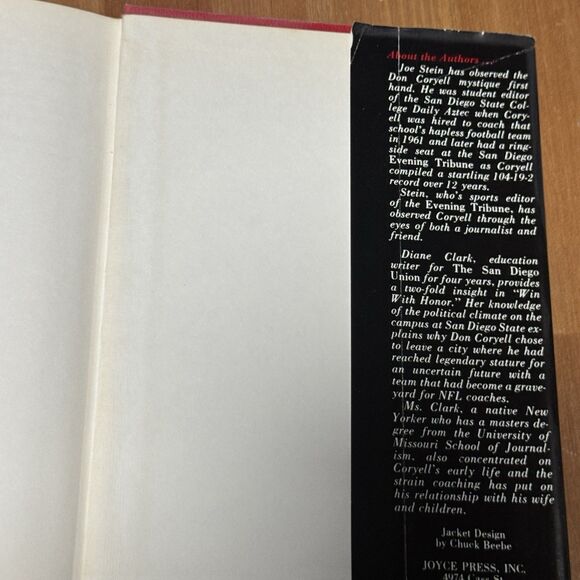 About the Authors
Joe Stein has observed the
Don Coryell mystique first
hand. He was student editor
of the San Diego State Col-
lege Daily Aztec when Cory-
ell was hired to coach that
school's hapless football team
in 1961 and later had a ring-
side seat at the San Diego
Evening Tribune as Coryell
compiled a startling 104-19-2
record over 12 years.
Stein, who's sports editor
of the Evening Tribune, has
observed Coryell through the
eyes of both a journalist and
friend.
Diane Clark, education
writer for The San Diego
Union for four years, provides
a two-fold insight in "Win
With Honor." Her knowledge
of the political climate on the
campus at San Diego State ex-
plains why Don Coryell chose
to leave a city where he had
reached legendary stature for
an uncertain future with a
team that had become a grave-
yard for NFL coaches.
Ms. Clark, a native New
Yorker who has a masters de-
gree from the University of
Missouri School of Journal-
ism, also concentrated on
Coryell's early life and the
strain coaching has put on
his relationship with his wife
and children.
Jacket Design
by Chuck Beebe
JOYCE PRESS, INC.
4974